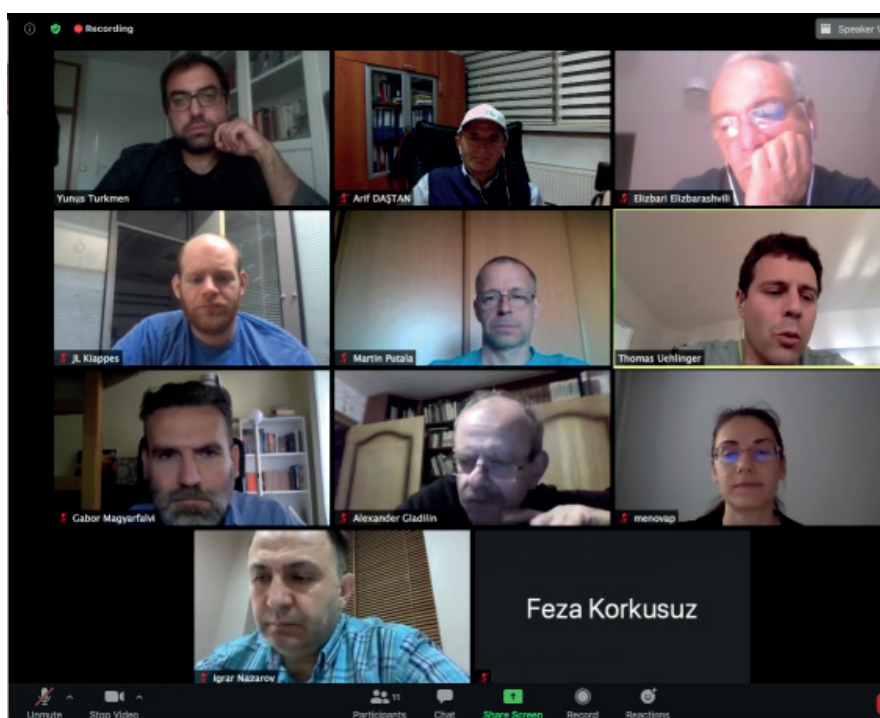 Recording
Speaker V
Yunus Turkmen
Arif DAŞTAN
Elizbari Elizbarashvili
JL Kiappes
Martin Putala
Thomas Uehlinger
Gabor Magyarfalvi
Alexander Gladilin
menovap
Igrar Nazarov
Feza Korkusuz
Unmute
Stop Video
Participants
11
Chat
Share Screen
Record
Reactions